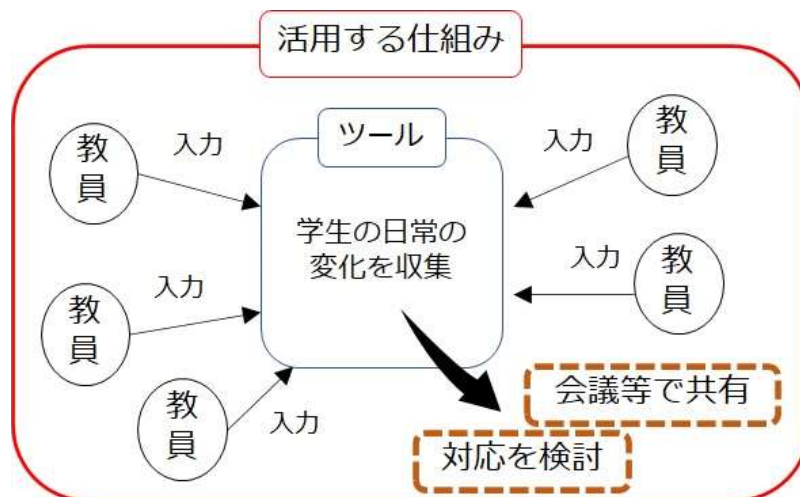 活用する仕組み
教員
入力
ツール
学生の日常の
変化を収集
入力
教員
教員
入力
入力
教員
教員
入力
会議等で共有
対応を検討